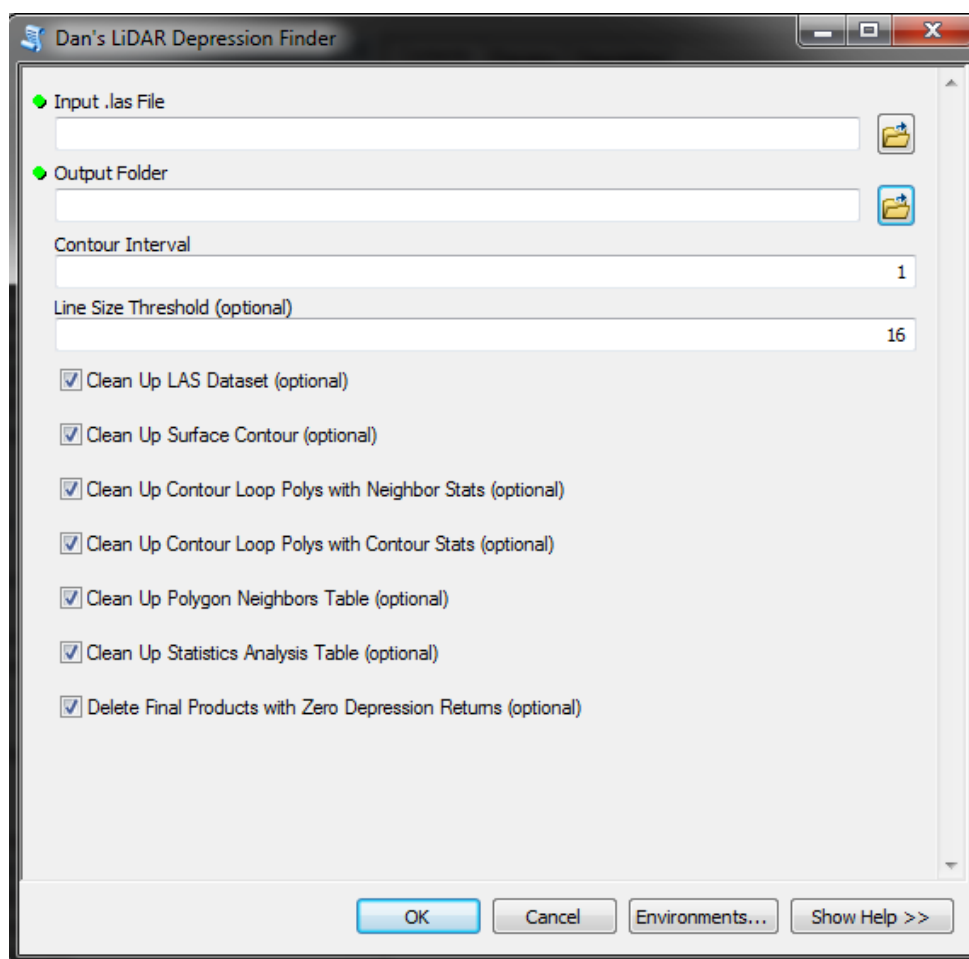 Dan's LiDAR Depression Finder
Input .las File
Output Folder
Contour Interval
1
Line Size Threshold (optional)
16
Clean Up LAS Dataset (optional)
Clean Up Surface Contour (optional)
Clean Up Contour Loop Polys with Neighbor Stats (optional)
Clean Up Contour Loop Polys with Contour Stats (optional)
Clean Up Polygon Neighbors Table (optional)
Clean Up Statistics Analysis Table (optional)
Delete Final Products with Zero Depression Returns (optional)
OK Cancel Environments... Show Help >>